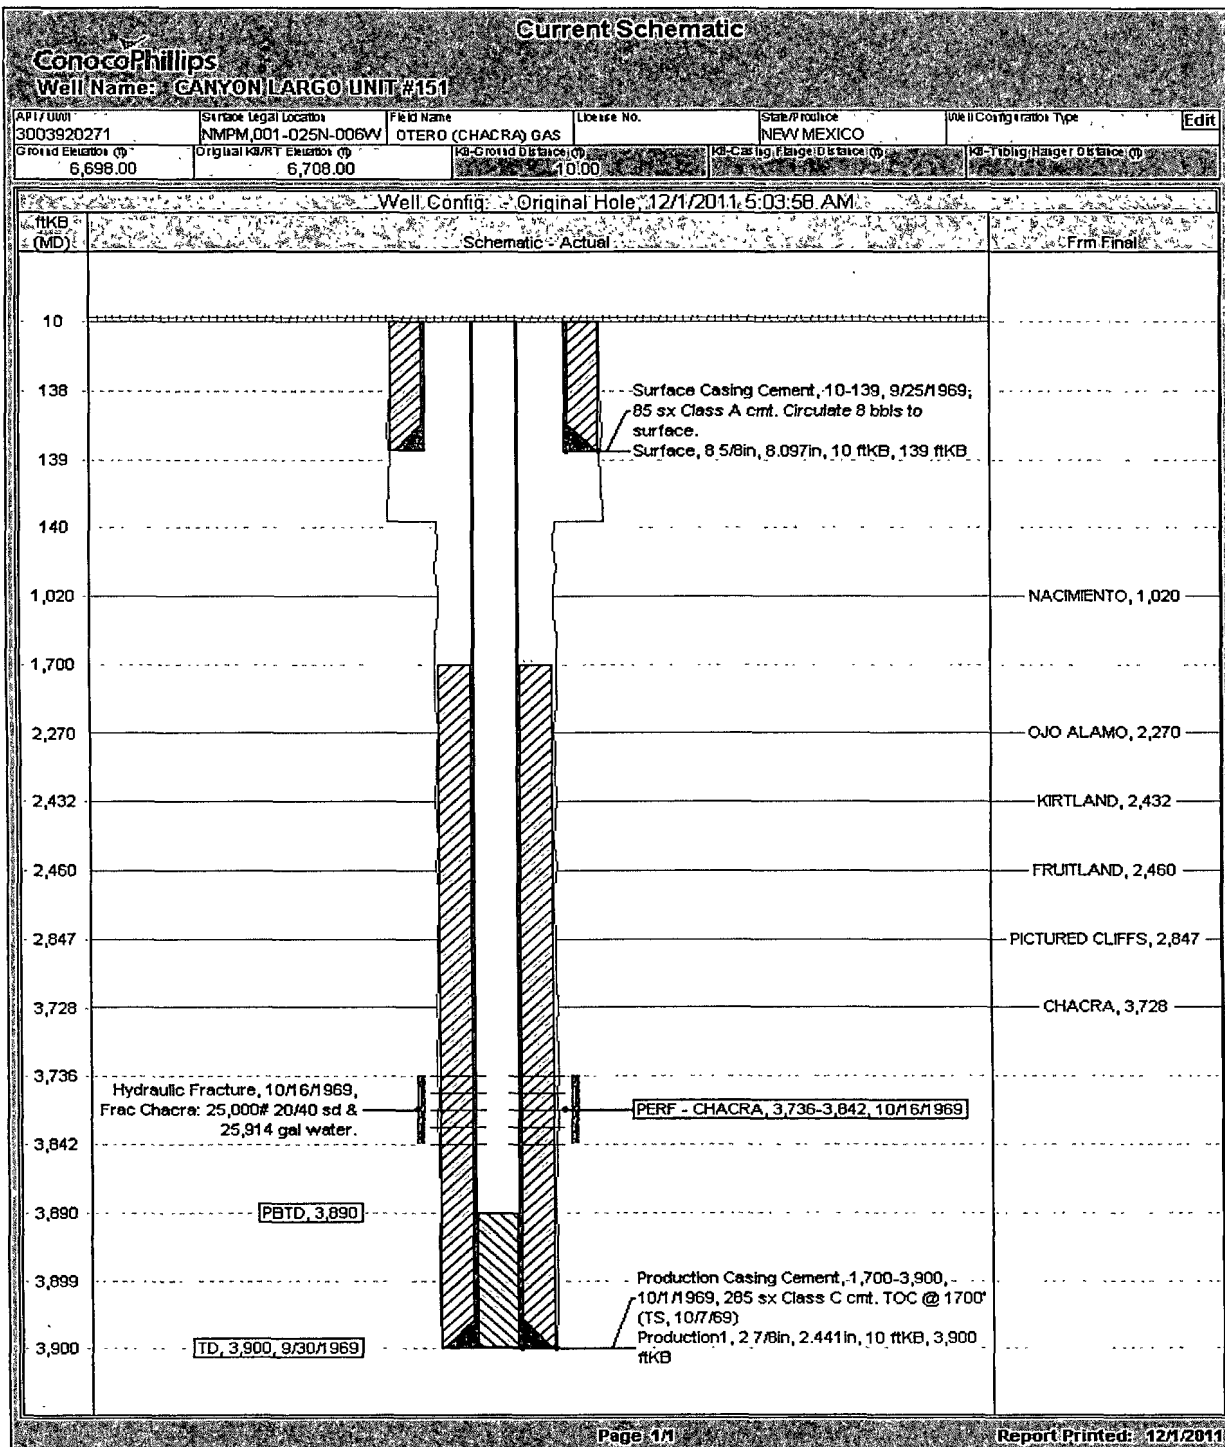 Current Schematic
ConocoPhillips
Well Name: CANYON LARGO UNIT #151
API / UWI
3003920271
Surface Legal Location
NMPM,001-025N-006W
Field Name
OTERO (CHACRA) GAS
License No.
State/Province
NEW MEXICO
Well Configuration Type
Edit
Ground Elevation (ft)
6,698.00
Original KB/RT Elevation (ft)
6,708.00
KB-Ground Distance (ft)
10.00
KB-Casing Flange Distance (ft)
KB-Tubing Hanger Distance (ft)
Well Config: - Original Hole, 12/1/2011 5:03:58 AM
ftKB
(MD)
Schematic - Actual
Frm Final
10
138
Surface Casing Cement, 10-139, 9/25/1969,
85 sx Class A cmt. Circulate 8 bbls to
surface.
Surface, 8 5/8in, 8.097in, 10 ftKB, 139 ftKB
139
140
1,020
NACIMIENTO, 1,020
1,700
2,270
OJO ALAMO, 2,270
2,432
KIRTLAND, 2,432
2,460
FRUITLAND, 2,460
2,847
PICTURED CLIFFS, 2,847
3,728
CHACRA, 3,728
3,736
Hydraulic Fracture, 10/16/1969,
Frac Chacra: 25,000# 20/40 sd &
25,914 gal water.
PERF - CHACRA, 3,736-3,842, 10/16/1969
3,842
3,890
PBTD, 3,890
3,899
Production Casing Cement, 1,700-3,900,
10/1/1969, 285 sx Class C cmt. TOC @ 1700'
(TS, 10/7/69)
Production1, 2 7/8in, 2.441in, 10 ftKB, 3,900
ftKB
3,900
TD, 3,900, 9/30/1969
Page 1/1
Report Printed: 12/1/2011